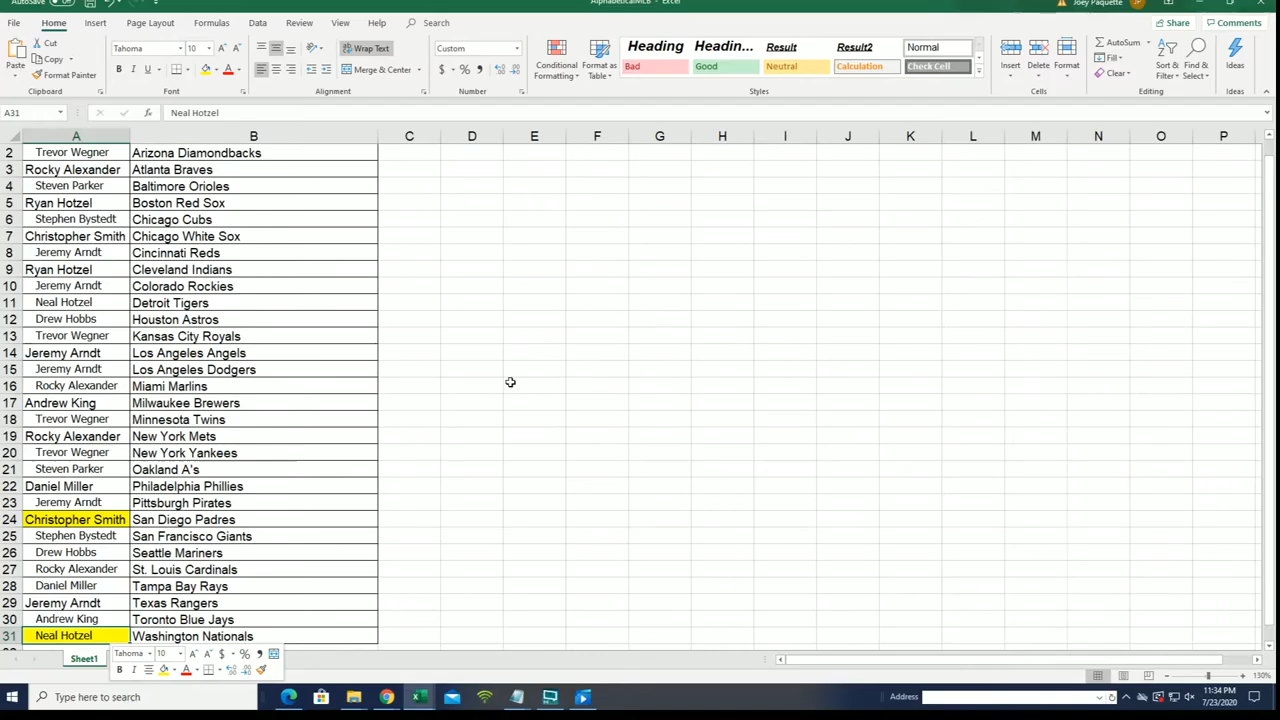 AutoSave Off AlphabeticalMLB - Excel Joey Paquette JP
File Home Insert Page Layout Formulas Data Review View Help Search Share Comments
Paste Cut Copy Format Painter Clipboard
Tahoma 10 B I U Font
Wrap Text Merge & Center Alignment
Custom $ % Number
Conditional Formatting Format as Table
Heading Headin... Result Result2 Normal
Bad Good Neutral Calculation Check Cell
Styles
Insert Delete Format Cells
AutoSum Fill Clear Sort & Filter Find & Select Editing
Ideas Ideas
A31 fx Neal Hotzel
A B C D E F G H I J K L M N O P
2 Trevor Wegner Arizona Diamondbacks
3 Rocky Alexander Atlanta Braves
4 Steven Parker Baltimore Orioles
5 Ryan Hotzel Boston Red Sox
6 Stephen Bystedt Chicago Cubs
7 Christopher Smith Chicago White Sox
8 Jeremy Arndt Cincinnati Reds
9 Ryan Hotzel Cleveland Indians
10 Jeremy Arndt Colorado Rockies
11 Neal Hotzel Detroit Tigers
12 Drew Hobbs Houston Astros
13 Trevor Wegner Kansas City Royals
14 Jeremy Arndt Los Angeles Angels
15 Jeremy Arndt Los Angeles Dodgers
16 Rocky Alexander Miami Marlins
17 Andrew King Milwaukee Brewers
18 Trevor Wegner Minnesota Twins
19 Rocky Alexander New York Mets
20 Trevor Wegner New York Yankees
21 Steven Parker Oakland A's
22 Daniel Miller Philadelphia Phillies
23 Jeremy Arndt Pittsburgh Pirates
24 Christopher Smith San Diego Padres
25 Stephen Bystedt San Francisco Giants
26 Drew Hobbs Seattle Mariners
27 Rocky Alexander St. Louis Cardinals
28 Daniel Miller Tampa Bay Rays
29 Jeremy Arndt Texas Rangers
30 Andrew King Toronto Blue Jays
31 Neal Hotzel Washington Nationals
Tahoma 10 A A $ % ,
B I A
Sheet1 130%
Type here to search Address 11:34 PM
7/23/2020